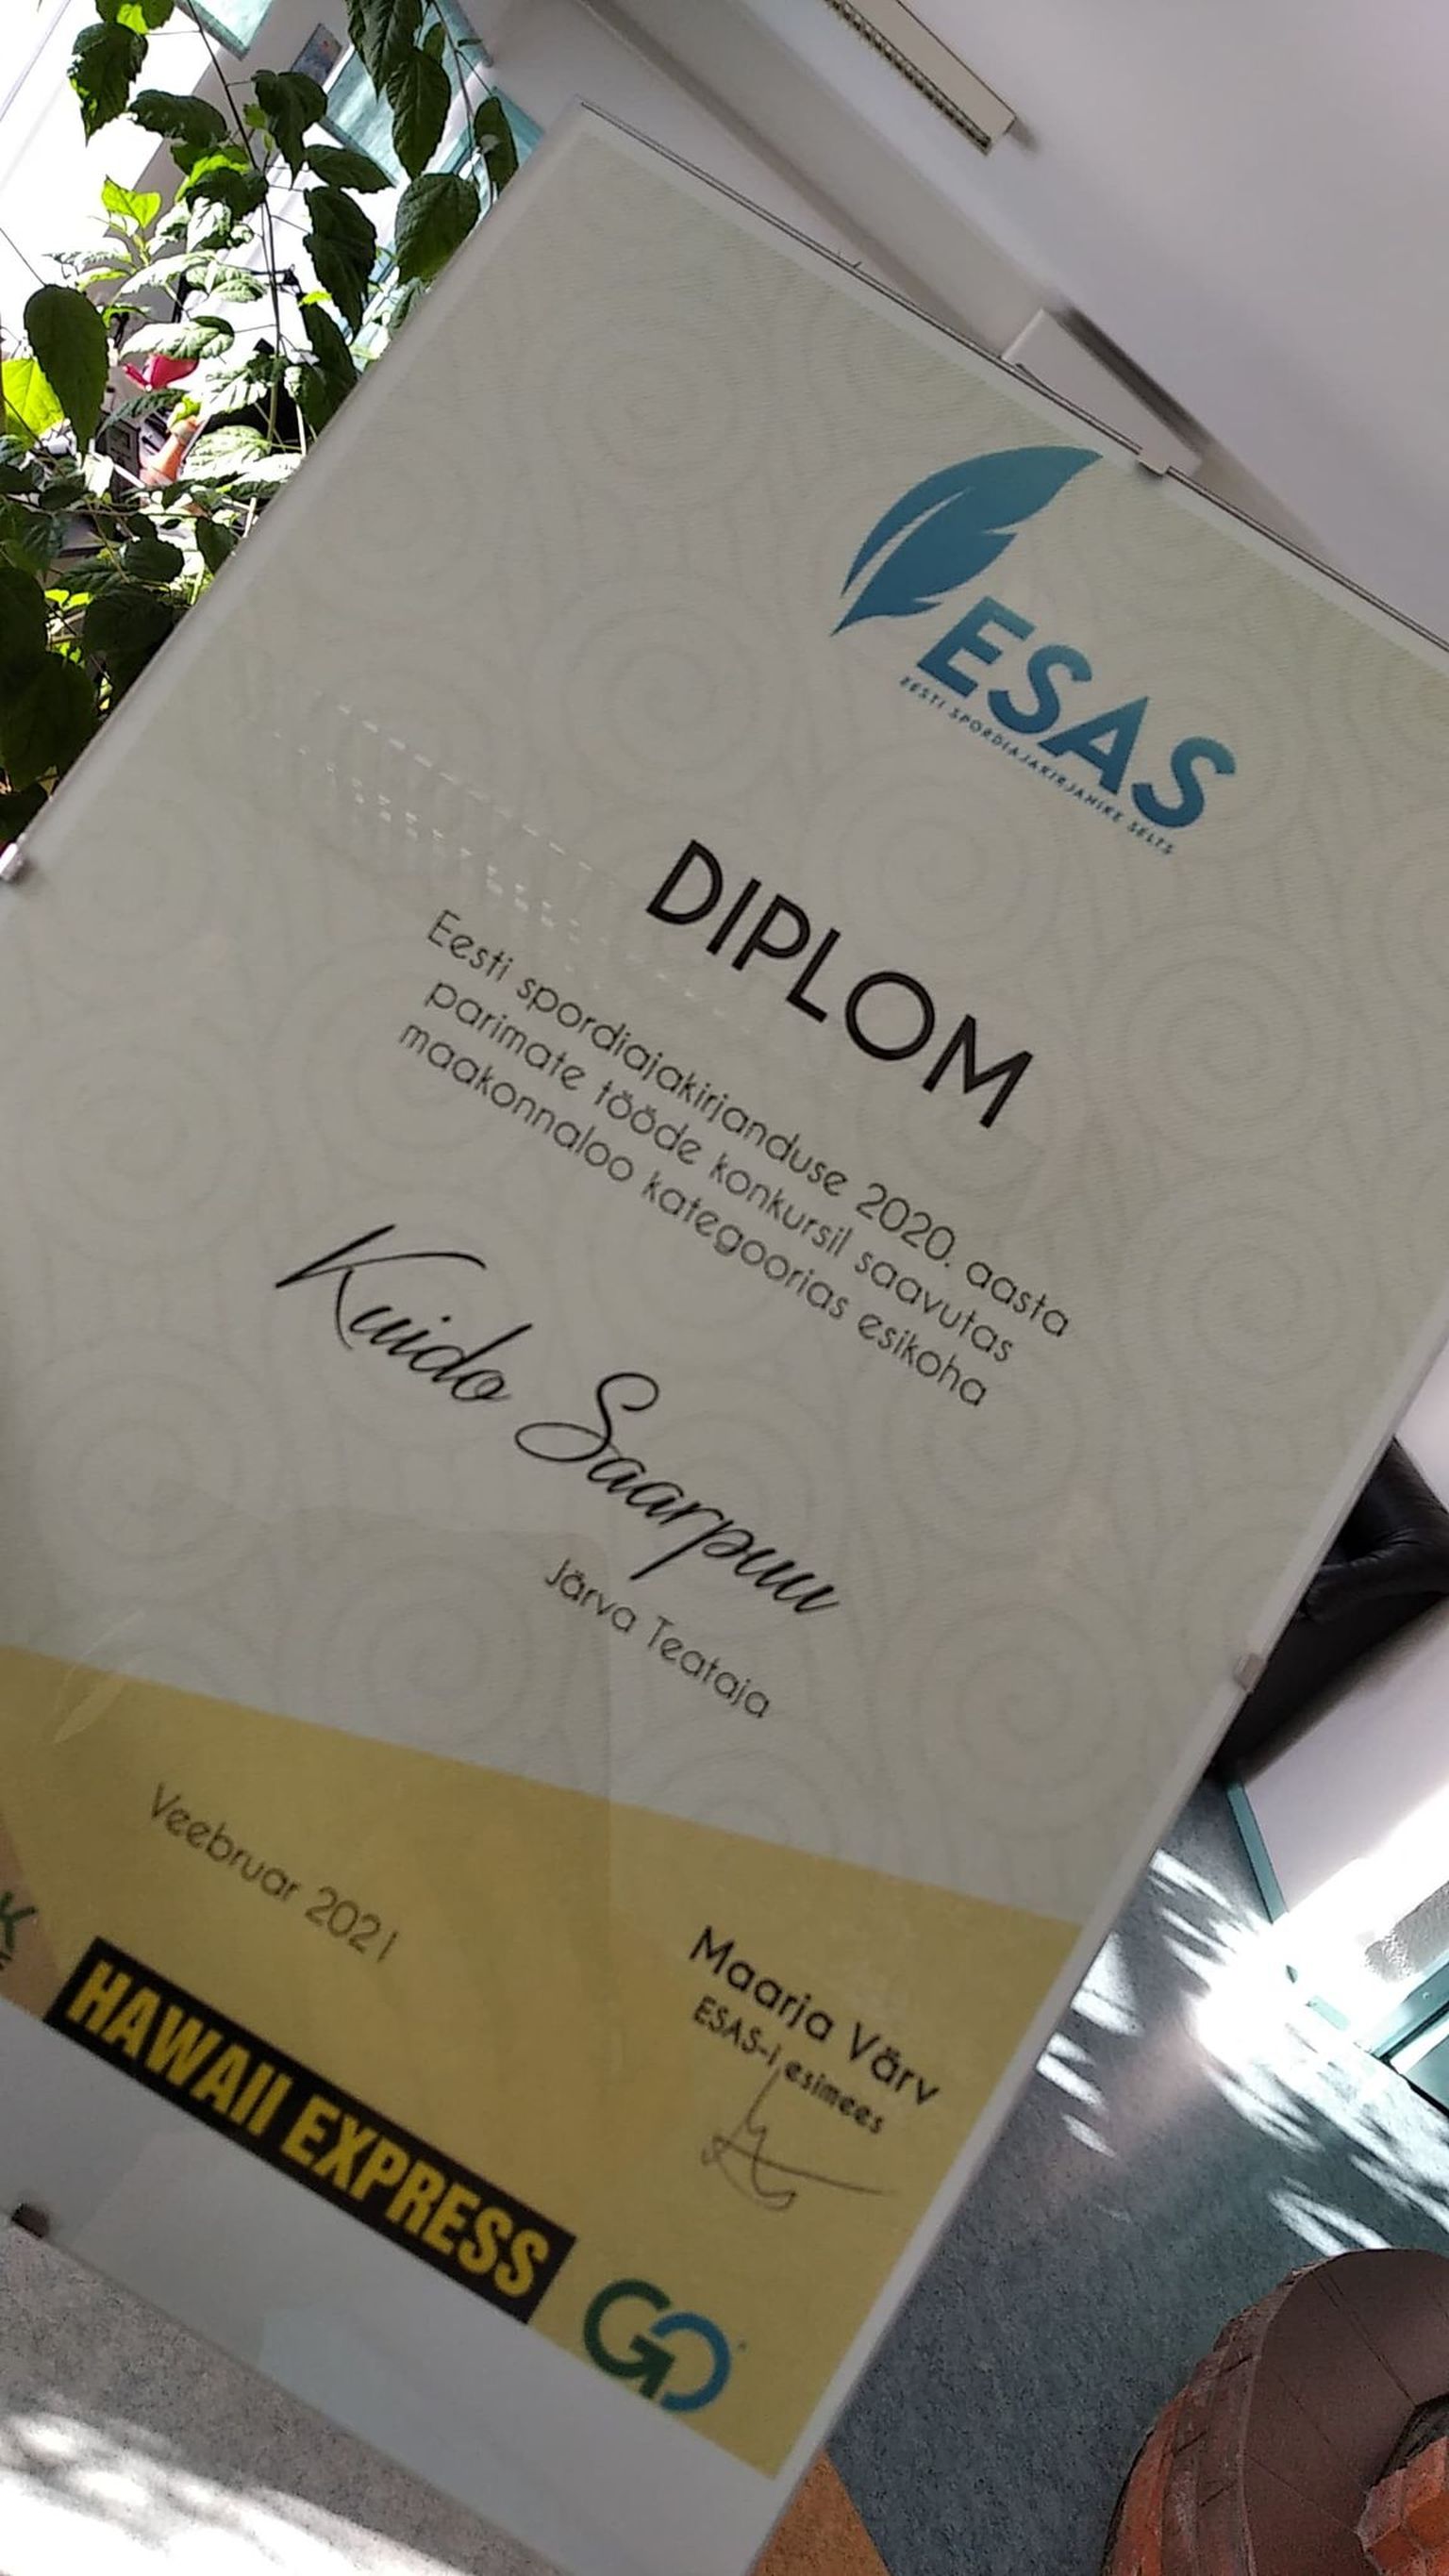 ESAS
EESTI SPORDIAJAKIRJANIKE SELTS
DIPLOM
Eesti spordiajakirjanduse 2020. aasta
parimate tööde konkursil saavutas
maakonnaloo kategoorias esikoha
Kuido Saarpuu
Järva Teataja
Veebruar 2021
Maarja Värv
ESAS-i esimees
HAWAII EXPRESS
GO